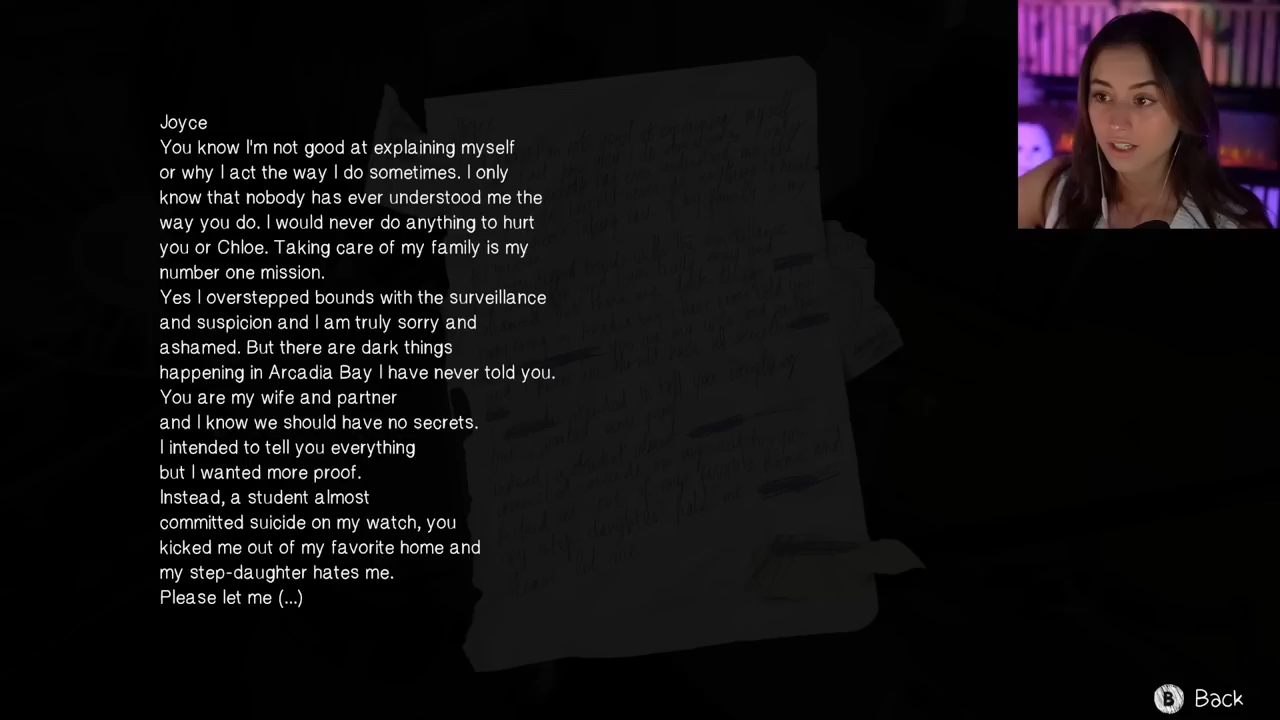 Joyce
You know I'm not good at explaining myself
or why I act the way I do sometimes. I only
know that nobody has ever understood me the
way you do. I would never do anything to hurt
you or Chloe. Taking care of my family is my
number one mission.
Yes I overstepped bounds with the surveillance
and suspicion and I am truly sorry and
ashamed. But there are dark things
happening in Arcadia Bay I have never told you.
You are my wife and partner
and I know we should have no secrets.
I intended to tell you everything
but I wanted more proof.
Instead, a student almost
committed suicide on my watch, you
kicked me out of my favorite home and
my step-daughter hates me.
Please let me (...)
B Back